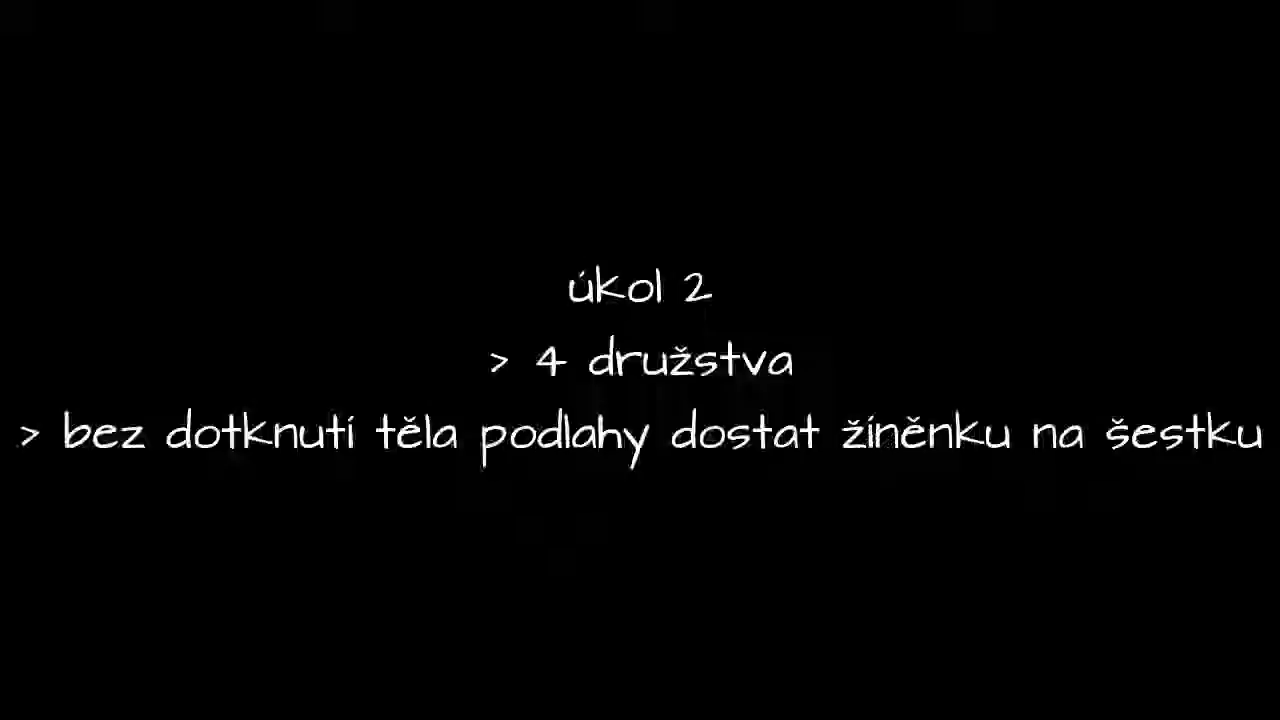 úkol 2
> 4 družstva
> bez dotknutí těla podlahy dostat žíněnku na šestku